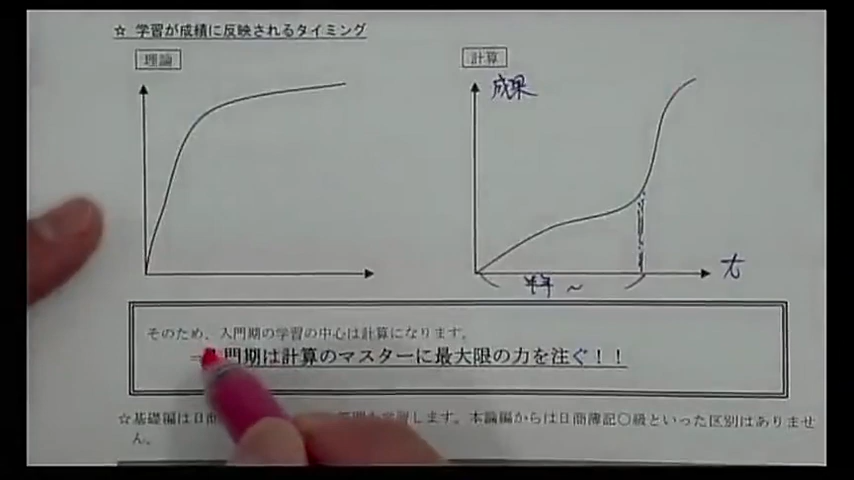 ☆ 学習が成績に反映されるタイミング
理論
計算
成果
t
半年 ~
そのため、入門期の学習の中心は計算になります。
門期は計算のマスターに最大限の力を注ぐ！！
☆基礎編は日商 します。本論編からは日商簿記〇級といった区別はありませ
ん。